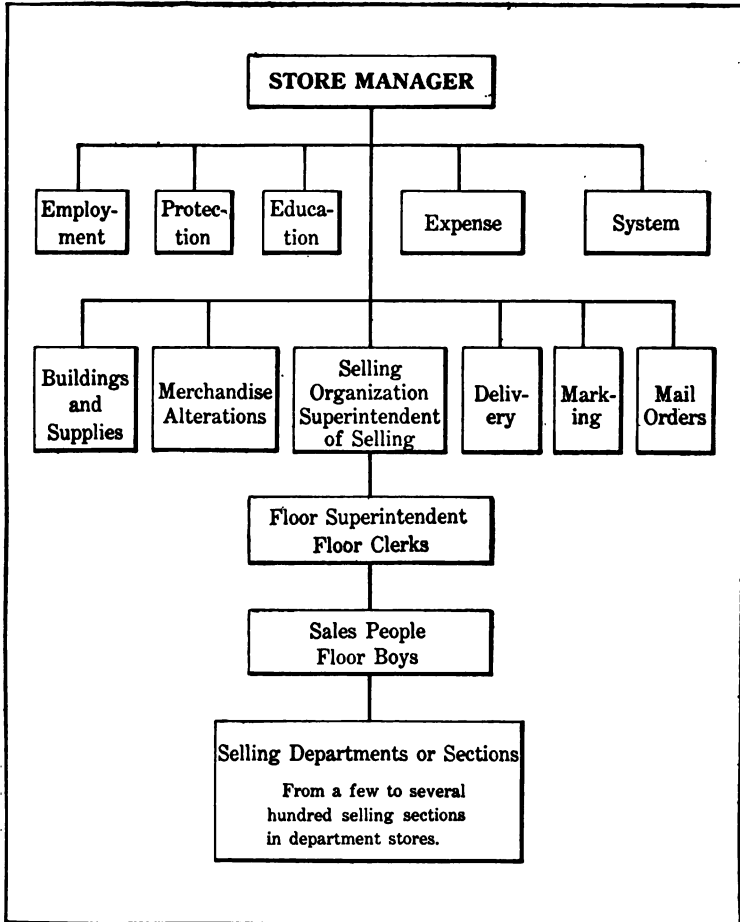 STORE MANAGER
Employ-
ment
Protec-
tion
Educa-
tion
Expense
System
Buildings
and
Supplies
Merchandise
Alterations
Selling
Organization
Superintendent
of Selling
Deliv-
ery
Mark-
ing
Mail
Orders
Floor Superintendent
Floor Clerks
Sales People
Floor Boys
Selling Departments or Sections
From a few to several
hundred selling sections
in department stores.